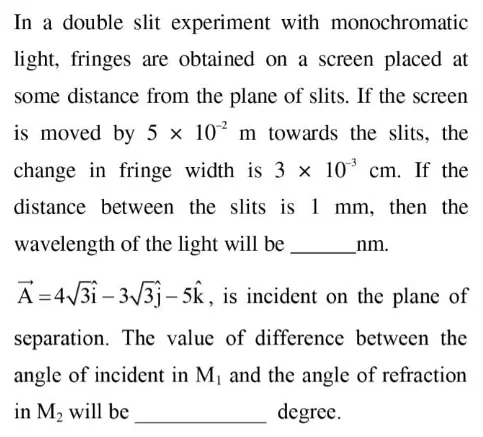 In a double slit experiment with monochromatic
light, fringes are obtained on a screen placed at
some distance from the plane of slits. If the screen
is moved by 5 × 10⁻² m towards the slits, the
change in fringe width is 3 × 10⁻³ cm. If the
distance between the slits is 1 mm, then the
wavelength of the light will be ______nm.
A⃗ = 4√3î – 3√3ĵ – 5k̂, is incident on the plane of
separation. The value of difference between the
angle of incident in M₁ and the angle of refraction
in M₂ will be ____________ degree.